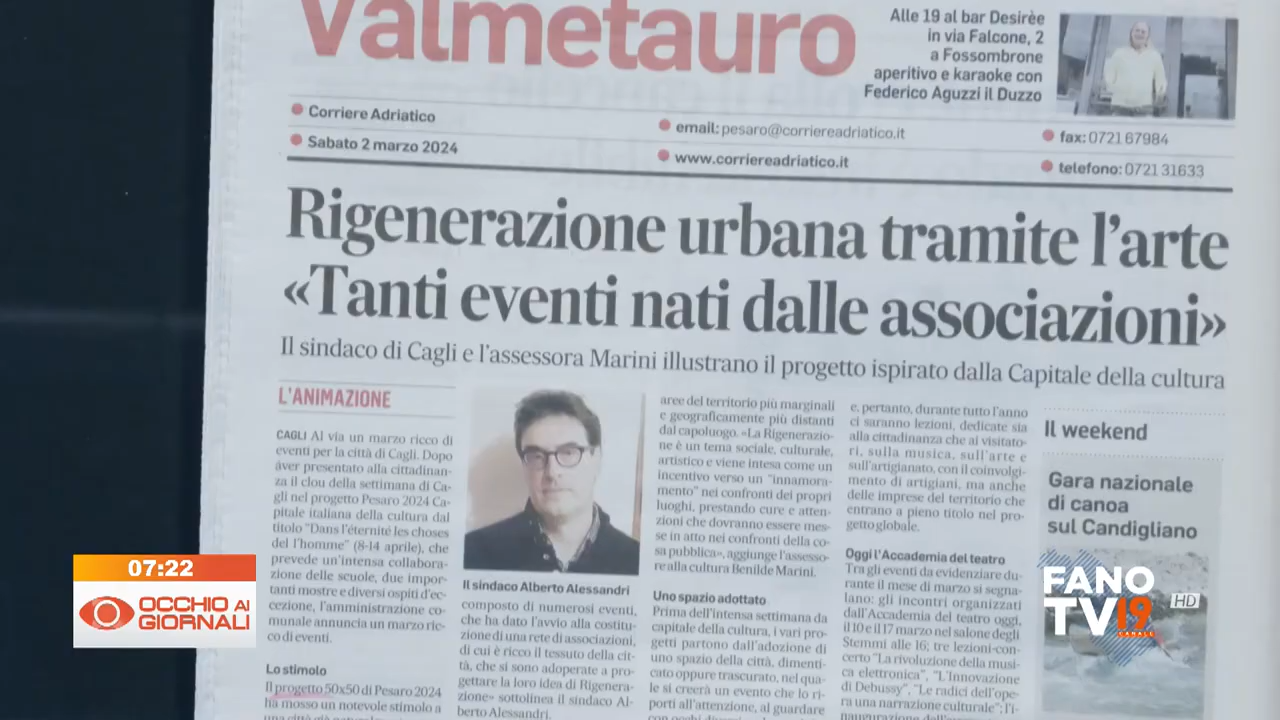 Valmetauro
Alle 19 al bar Desirèe
in via Falcone, 2
a Fossombrone
aperitivo e karaoke con
Federico Aguzzi il Duzzo
Corriere Adriatico
Sabato 2 marzo 2024
email: pesaro@corriereadriatico.it
www.corriereadriatico.it
fax: 0721 67984
telefono: 0721 31633
Rigenerazione urbana tramite l'arte
«Tanti eventi nati dalle associazioni»
Il sindaco di Cagli e l'assessora Marini illustrano il progetto ispirato dalla Capitale della cultura
L'ANIMAZIONE
CAGLI Al via un marzo ricco di
eventi per la città di Cagli. Dopo
aver presentato alla cittadinan-
za il clou della settimana di Ca-
gli nel progetto Pesaro 2024 Ca-
pitale italiana della cultura dal
titolo "Dans l'éternité les choses
del l'homme" (8-14 aprile), che
prevede un'intensa collabora-
zione delle scuole, due impor-
tanti mostre e diversi ospiti d'ec-
cezione, l'amministrazione co-
munale annuncia un marzo ric-
co di eventi.
Lo stimolo
Il progetto 50x50 di Pesaro 2024
ha mosso un notevole stimolo a
Il sindaco Alberto Alessandri
composto di numerosi eventi,
che ha dato l'avvio alla costitu-
zione di una rete di associazioni,
di cui è ricco il tessuto della cit-
tà, che si sono adoperate a pro-
gettare la loro idea di Rigenera-
zione» sottolinea il sindaco Al-
berto Alessandri.
aree del territorio più marginali
e geograficamente più distanti
dal capoluogo. «La Rigenerazio-
ne è un tema sociale, culturale,
artistico e viene intesa come un
incentivo verso un "innamora-
mento" nei confronti dei propri
luoghi, prestando cure e atten-
zioni che dovranno essere mes-
se in atto nei confronti della co-
sa pubblica», aggiunge l'assesso-
re alla cultura Benilde Marini.
Uno spazio adottato
Prima dell'intensa settimana da
capitale della cultura, i vari pro-
getti partono dall'adozione di
uno spazio della città, dimenti-
cato oppure trascurato, nel qua-
le si creerà un evento che lo ri-
porti all'attenzione, al guardare
e, pertanto, durante tutto l'anno
ci saranno lezioni, dedicate sia
alla cittadinanza che ai visitato-
ri, sulla musica, sull'arte e
sull'artigianato, con il coinvolgi-
mento di artigiani, ma anche
delle imprese del territorio che
entrano a pieno titolo nel pro-
getto globale.
Oggi l'Accademia del teatro
Tra gli eventi da evidenziare du-
rante il mese di marzo si segna-
lano: gli incontri organizzati
dall'Accademia del teatro oggi,
il 10 e il 17 marzo nel salone degli
Stemmi alle 16; tre lezioni-con-
certo "La rivoluzione della musi-
ca elettronica", "L'Innovazione
di Debussy", "Le radici dell'ope-
ra una narrazione culturale"; l'i-
Il weekend
Gara nazionale
di canoa
sul Candigliano
07:22
OCCHIO AI
GIORNALI
FANO
TV19
CANALE
HD